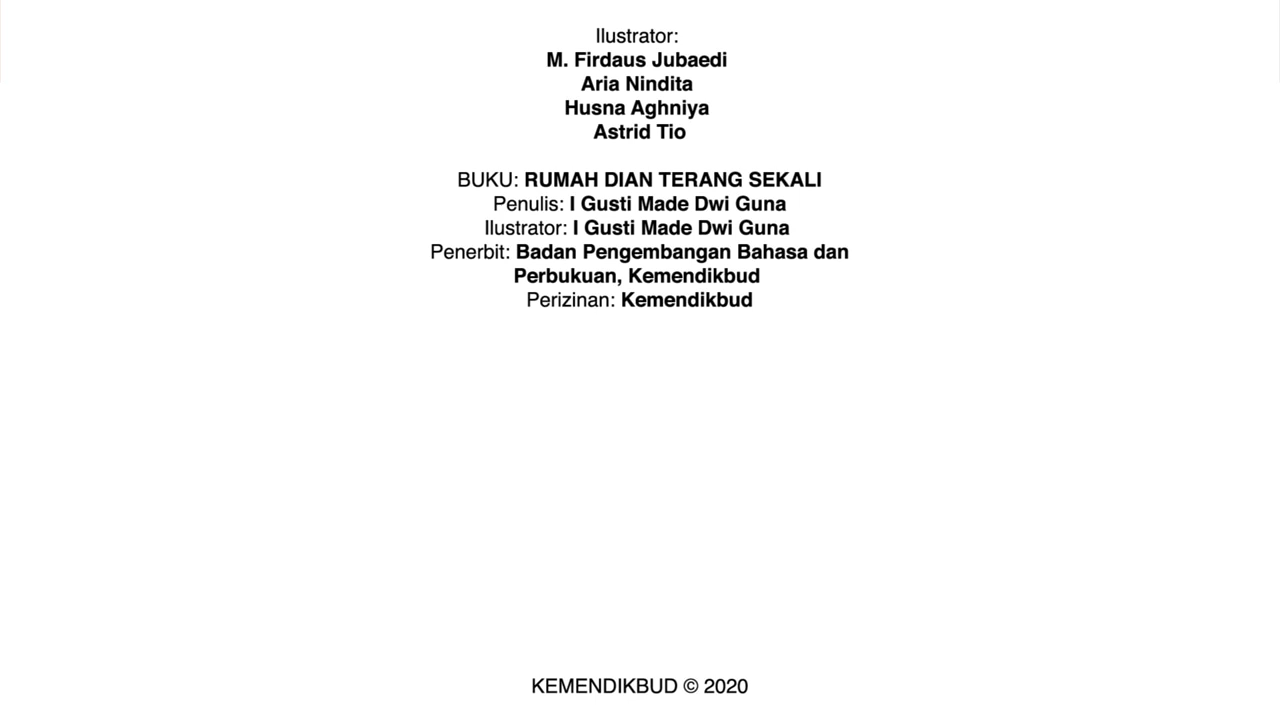 Ilustrator:
M. Firdaus Jubaedi
Aria Nindita
Husna Aghniya
Astrid Tio
BUKU: RUMAH DIAN TERANG SEKALI
Penulis: I Gusti Made Dwi Guna
Ilustrator: I Gusti Made Dwi Guna
Penerbit: Badan Pengembangan Bahasa dan
Perbukuan, Kemendikbud
Perizinan: Kemendikbud
KEMENDIKBUD © 2020